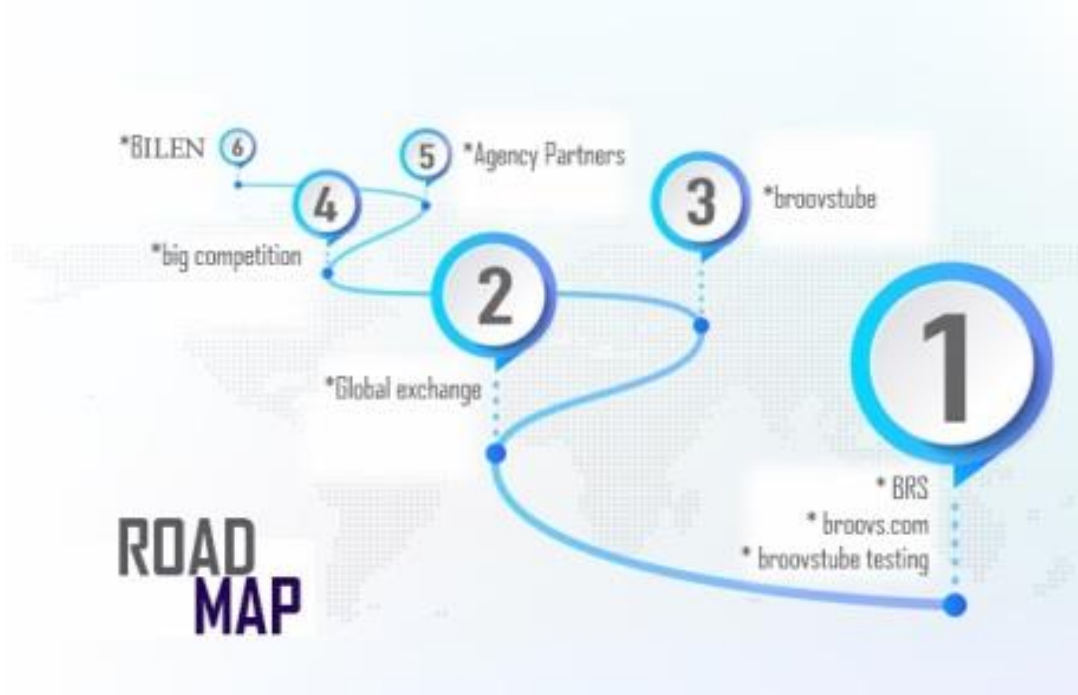 *BILEN 6
5 *Agency Partners
4
*big competition
3 *broovstube
2
*Global exchange
1
* BRS
* broovs.com
* broovstube testing
ROAD
MAP